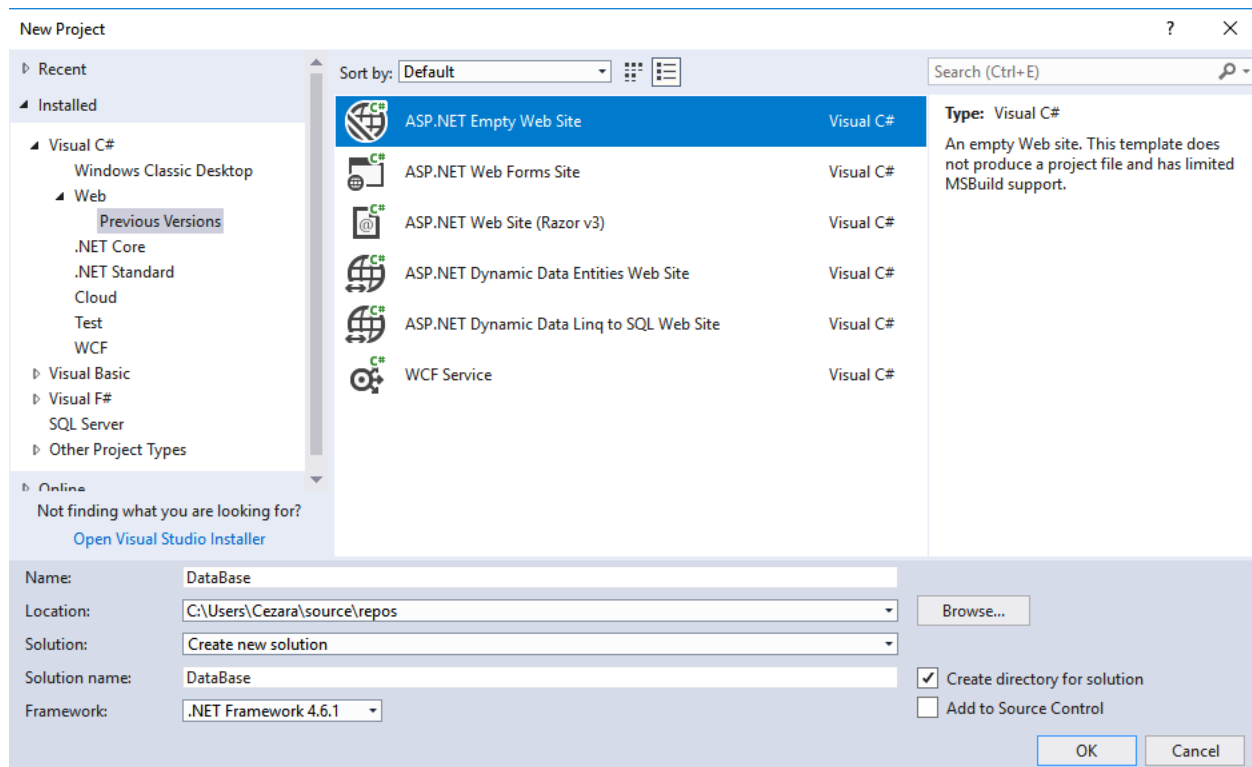 New Project
?
Recent
Installed
Visual C#
Windows Classic Desktop
Web
Previous Versions
.NET Core
.NET Standard
Cloud
Test
WCF
Visual Basic
Visual F#
SQL Server
Other Project Types
Online
Not finding what you are looking for?
Open Visual Studio Installer
Sort by: Default
C# ASP.NET Empty Web Site Visual C#
C# ASP.NET Web Forms Site Visual C#
C# @ ASP.NET Web Site (Razor v3) Visual C#
C# ASP.NET Dynamic Data Entities Web Site Visual C#
C# ASP.NET Dynamic Data Linq to SQL Web Site Visual C#
C# WCF Service Visual C#
Search (Ctrl+E)
Type: Visual C#
An empty Web site. This template does
not produce a project file and has limited
MSBuild support.
Name: DataBase
Location: C:\Users\Cezara\source\repos Browse...
Solution: Create new solution
Solution name: DataBase Create directory for solution
Framework: .NET Framework 4.6.1 Add to Source Control
OK Cancel